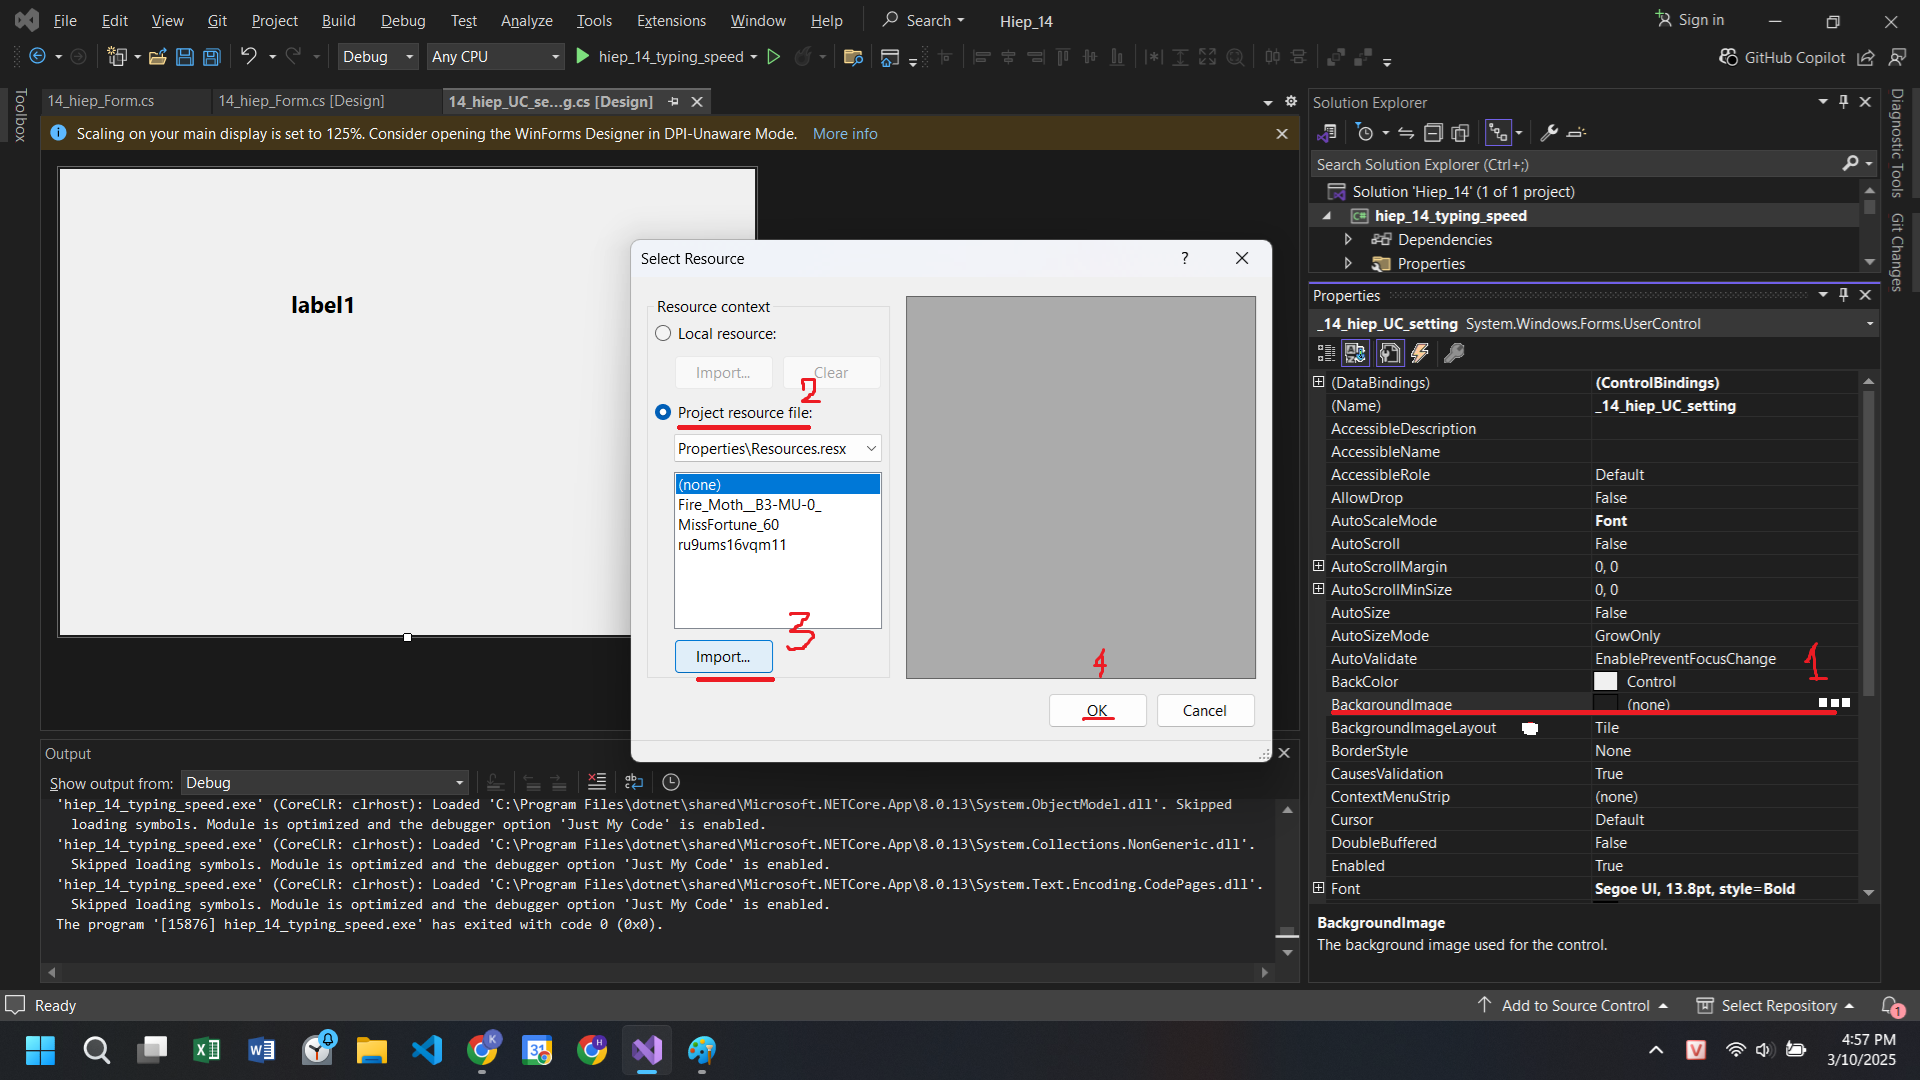 File Edit View Git Project Build Debug Test Analyze Tools Extensions Window Help Search Hiep_14 Sign in
Debug Any CPU hiep_14_typing_speed GitHub Copilot
Toolbox
14_hiep_Form.cs 14_hiep_Form.cs [Design] 14_hiep_UC_se...g.cs [Design]
Scaling on your main display is set to 125%. Consider opening the WinForms Designer in DPI-Unaware Mode. More info
label1
Select Resource ?
Resource context
Local resource:
Import... Clear
2
Project resource file:
Properties\Resources.resx
(none)
Fire_Moth__B3-MU-0_
MissFortune_60
ru9ums16vqm11
3
Import...
4
OK Cancel
Solution Explorer
Search Solution Explorer (Ctrl+;)
Solution 'Hiep_14' (1 of 1 project)
C# hiep_14_typing_speed
Dependencies
Properties
Diagnostic Tools
Git Changes
Properties
_14_hiep_UC_setting System.Windows.Forms.UserControl
(DataBindings) (ControlBindings)
(Name) _14_hiep_UC_setting
AccessibleDescription
AccessibleName
AccessibleRole Default
AllowDrop False
AutoScaleMode Font
AutoScroll False
AutoScrollMargin 0, 0
AutoScrollMinSize 0, 0
AutoSize False
AutoSizeMode GrowOnly
AutoValidate EnablePreventFocusChange 1
BackColor Control
BackgroundImage (none)
BackgroundImageLayout Tile
BorderStyle None
CausesValidation True
ContextMenuStrip (none)
Cursor Default
DoubleBuffered False
Enabled True
Font Segoe UI, 13.8pt, style=Bold
BackgroundImage
The background image used for the control.
Output
Show output from: Debug
'hiep_14_typing_speed.exe' (CoreCLR: clrhost): Loaded 'C:\Program Files\dotnet\shared\Microsoft.NETCore.App\8.0.13\System.ObjectModel.dll'. Skipped
loading symbols. Module is optimized and the debugger option 'Just My Code' is enabled.
'hiep_14_typing_speed.exe' (CoreCLR: clrhost): Loaded 'C:\Program Files\dotnet\shared\Microsoft.NETCore.App\8.0.13\System.Collections.NonGeneric.dll'.
Skipped loading symbols. Module is optimized and the debugger option 'Just My Code' is enabled.
'hiep_14_typing_speed.exe' (CoreCLR: clrhost): Loaded 'C:\Program Files\dotnet\shared\Microsoft.NETCore.App\8.0.13\System.Text.Encoding.CodePages.dll'.
Skipped loading symbols. Module is optimized and the debugger option 'Just My Code' is enabled.
The program '[15876] hiep_14_typing_speed.exe' has exited with code 0 (0x0).
Ready Add to Source Control Select Repository 1
K 31 H V 4:57 PM
3/10/2025